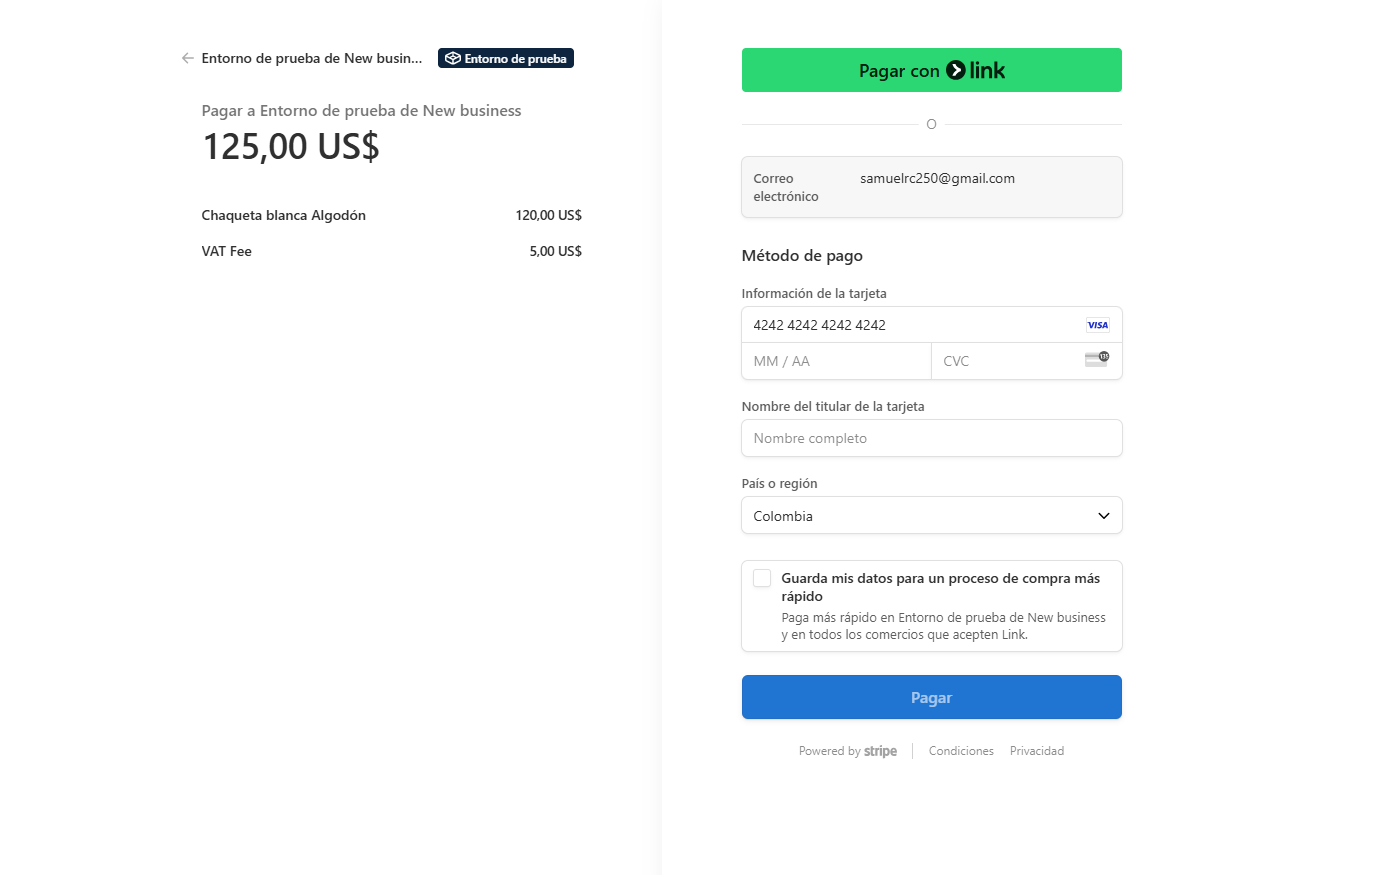 Entorno de prueba de New busin...
Entorno de prueba
Pagar a Entorno de prueba de New business
125,00 US$
Chaqueta blanca Algodón 120,00 US$
VAT Fee 5,00 US$
Pagar con link
O
Correo electrónico samuelrc250@gmail.com
Método de pago
Información de la tarjeta
4242 4242 4242 4242 VISA
MM / AA CVC
Nombre del titular de la tarjeta
Nombre completo
País o región
Colombia
Guarda mis datos para un proceso de compra más
rápido
Paga más rápido en Entorno de prueba de New business
y en todos los comercios que acepten Link.
Pagar
Powered by stripe Condiciones Privacidad